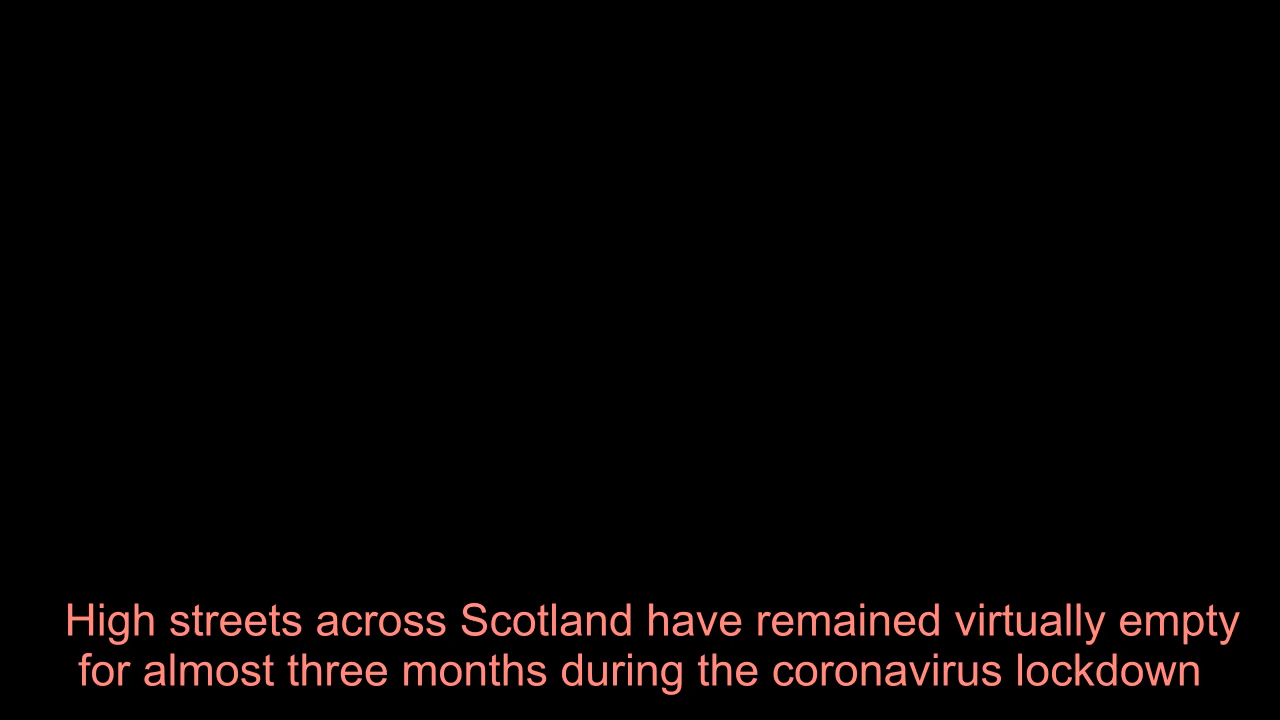 High streets across Scotland have remained virtually empty
for almost three months during the coronavirus lockdown